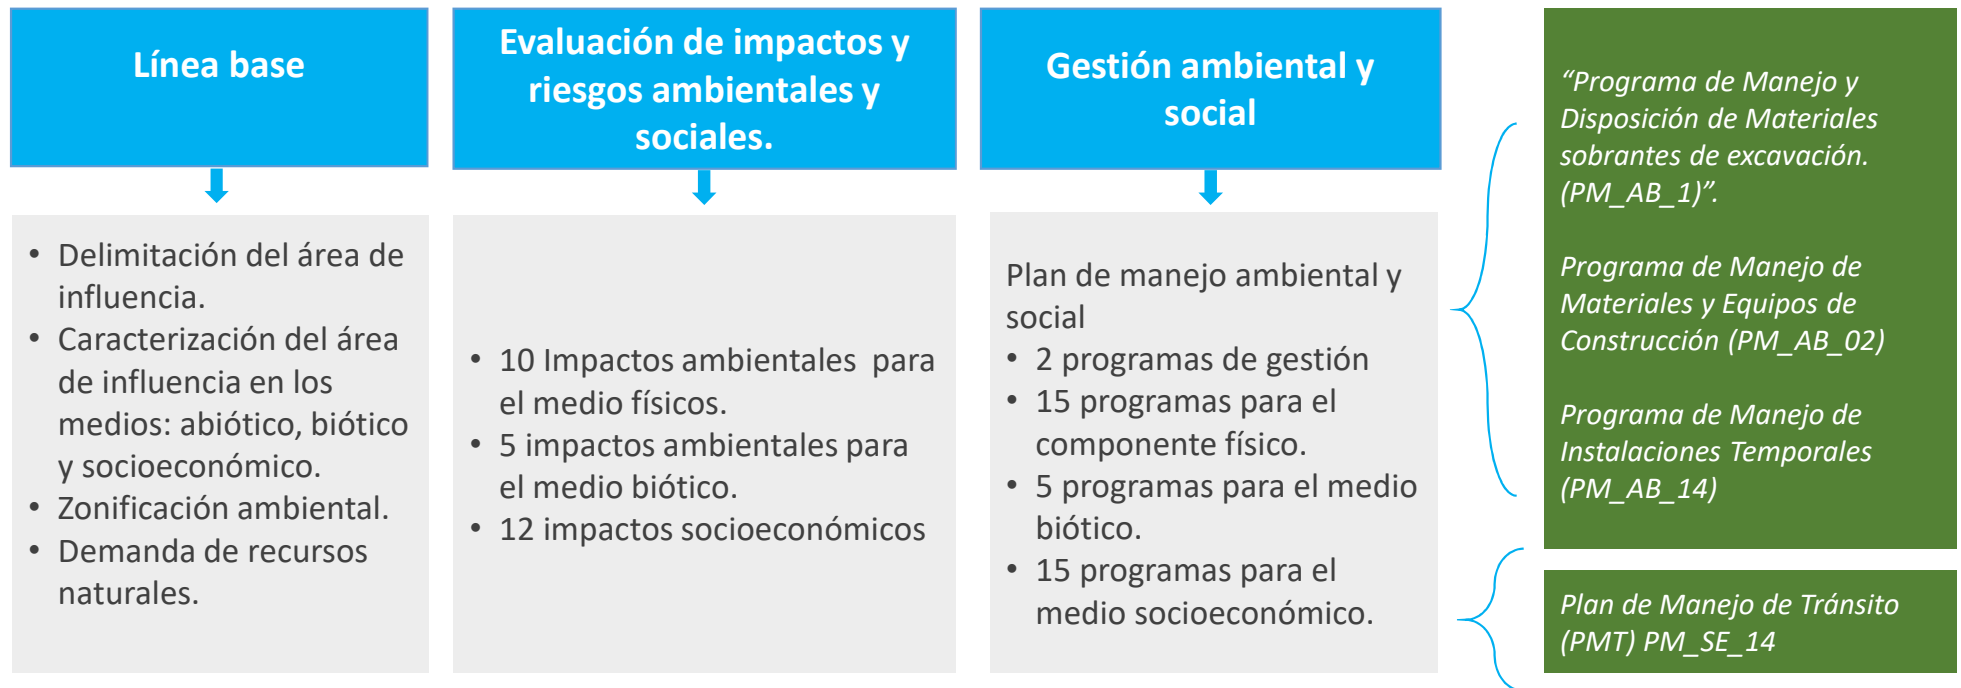 Línea base
Evaluación de impactos y
riesgos ambientales y
sociales.
Gestión ambiental y
social
• Delimitación del área de
influencia.
• Caracterización del área
de influencia en los
medios: abiótico, biótico
y socioeconómico.
• Zonificación ambiental.
• Demanda de recursos
naturales.
• 10 Impactos ambientales  para
el medio físicos.
• 5 impactos ambientales para
el medio biótico.
• 12 impactos socioeconómicos
Plan de manejo ambiental y
social
• 2 programas de gestión
• 15 programas para el
componente físico.
• 5 programas para el medio
biótico.
• 15 programas para el
medio socioeconómico.
“Programa de Manejo y
Disposición de Materiales
sobrantes de excavación.
(PM_AB_1)”.
Programa de Manejo de
Materiales y Equipos de
Construcción (PM_AB_02)
Programa de Manejo de
Instalaciones Temporales
(PM_AB_14)
Plan de Manejo de Tránsito
(PMT) PM_SE_14